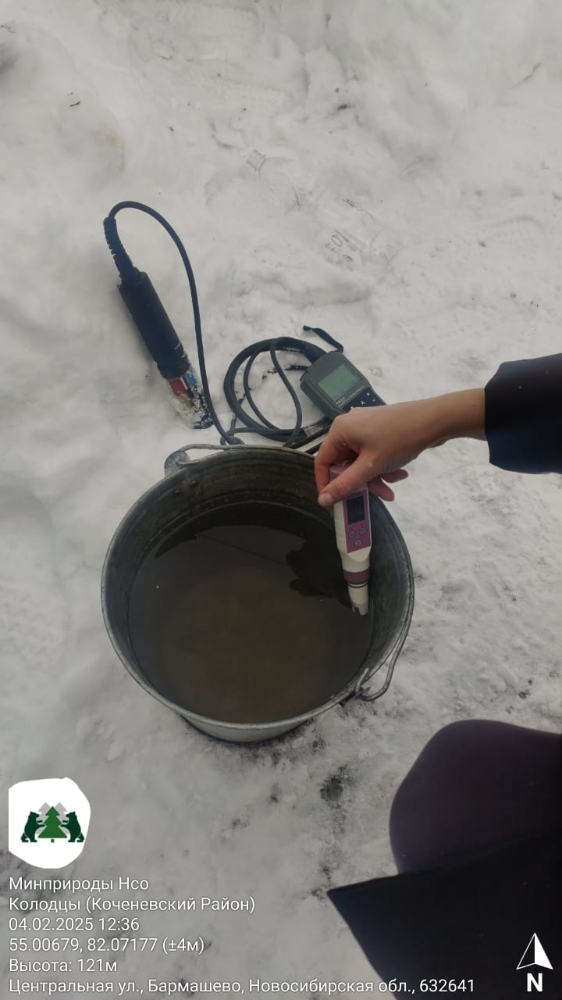 Минприроды Нсо
Колодцы (Коченевский Район)
04.02.2025 12:36
55.00679, 82.07177 (±4м)
Высота: 121м
Центральная ул., Бармашево, Новосибирская обл., 632641
N